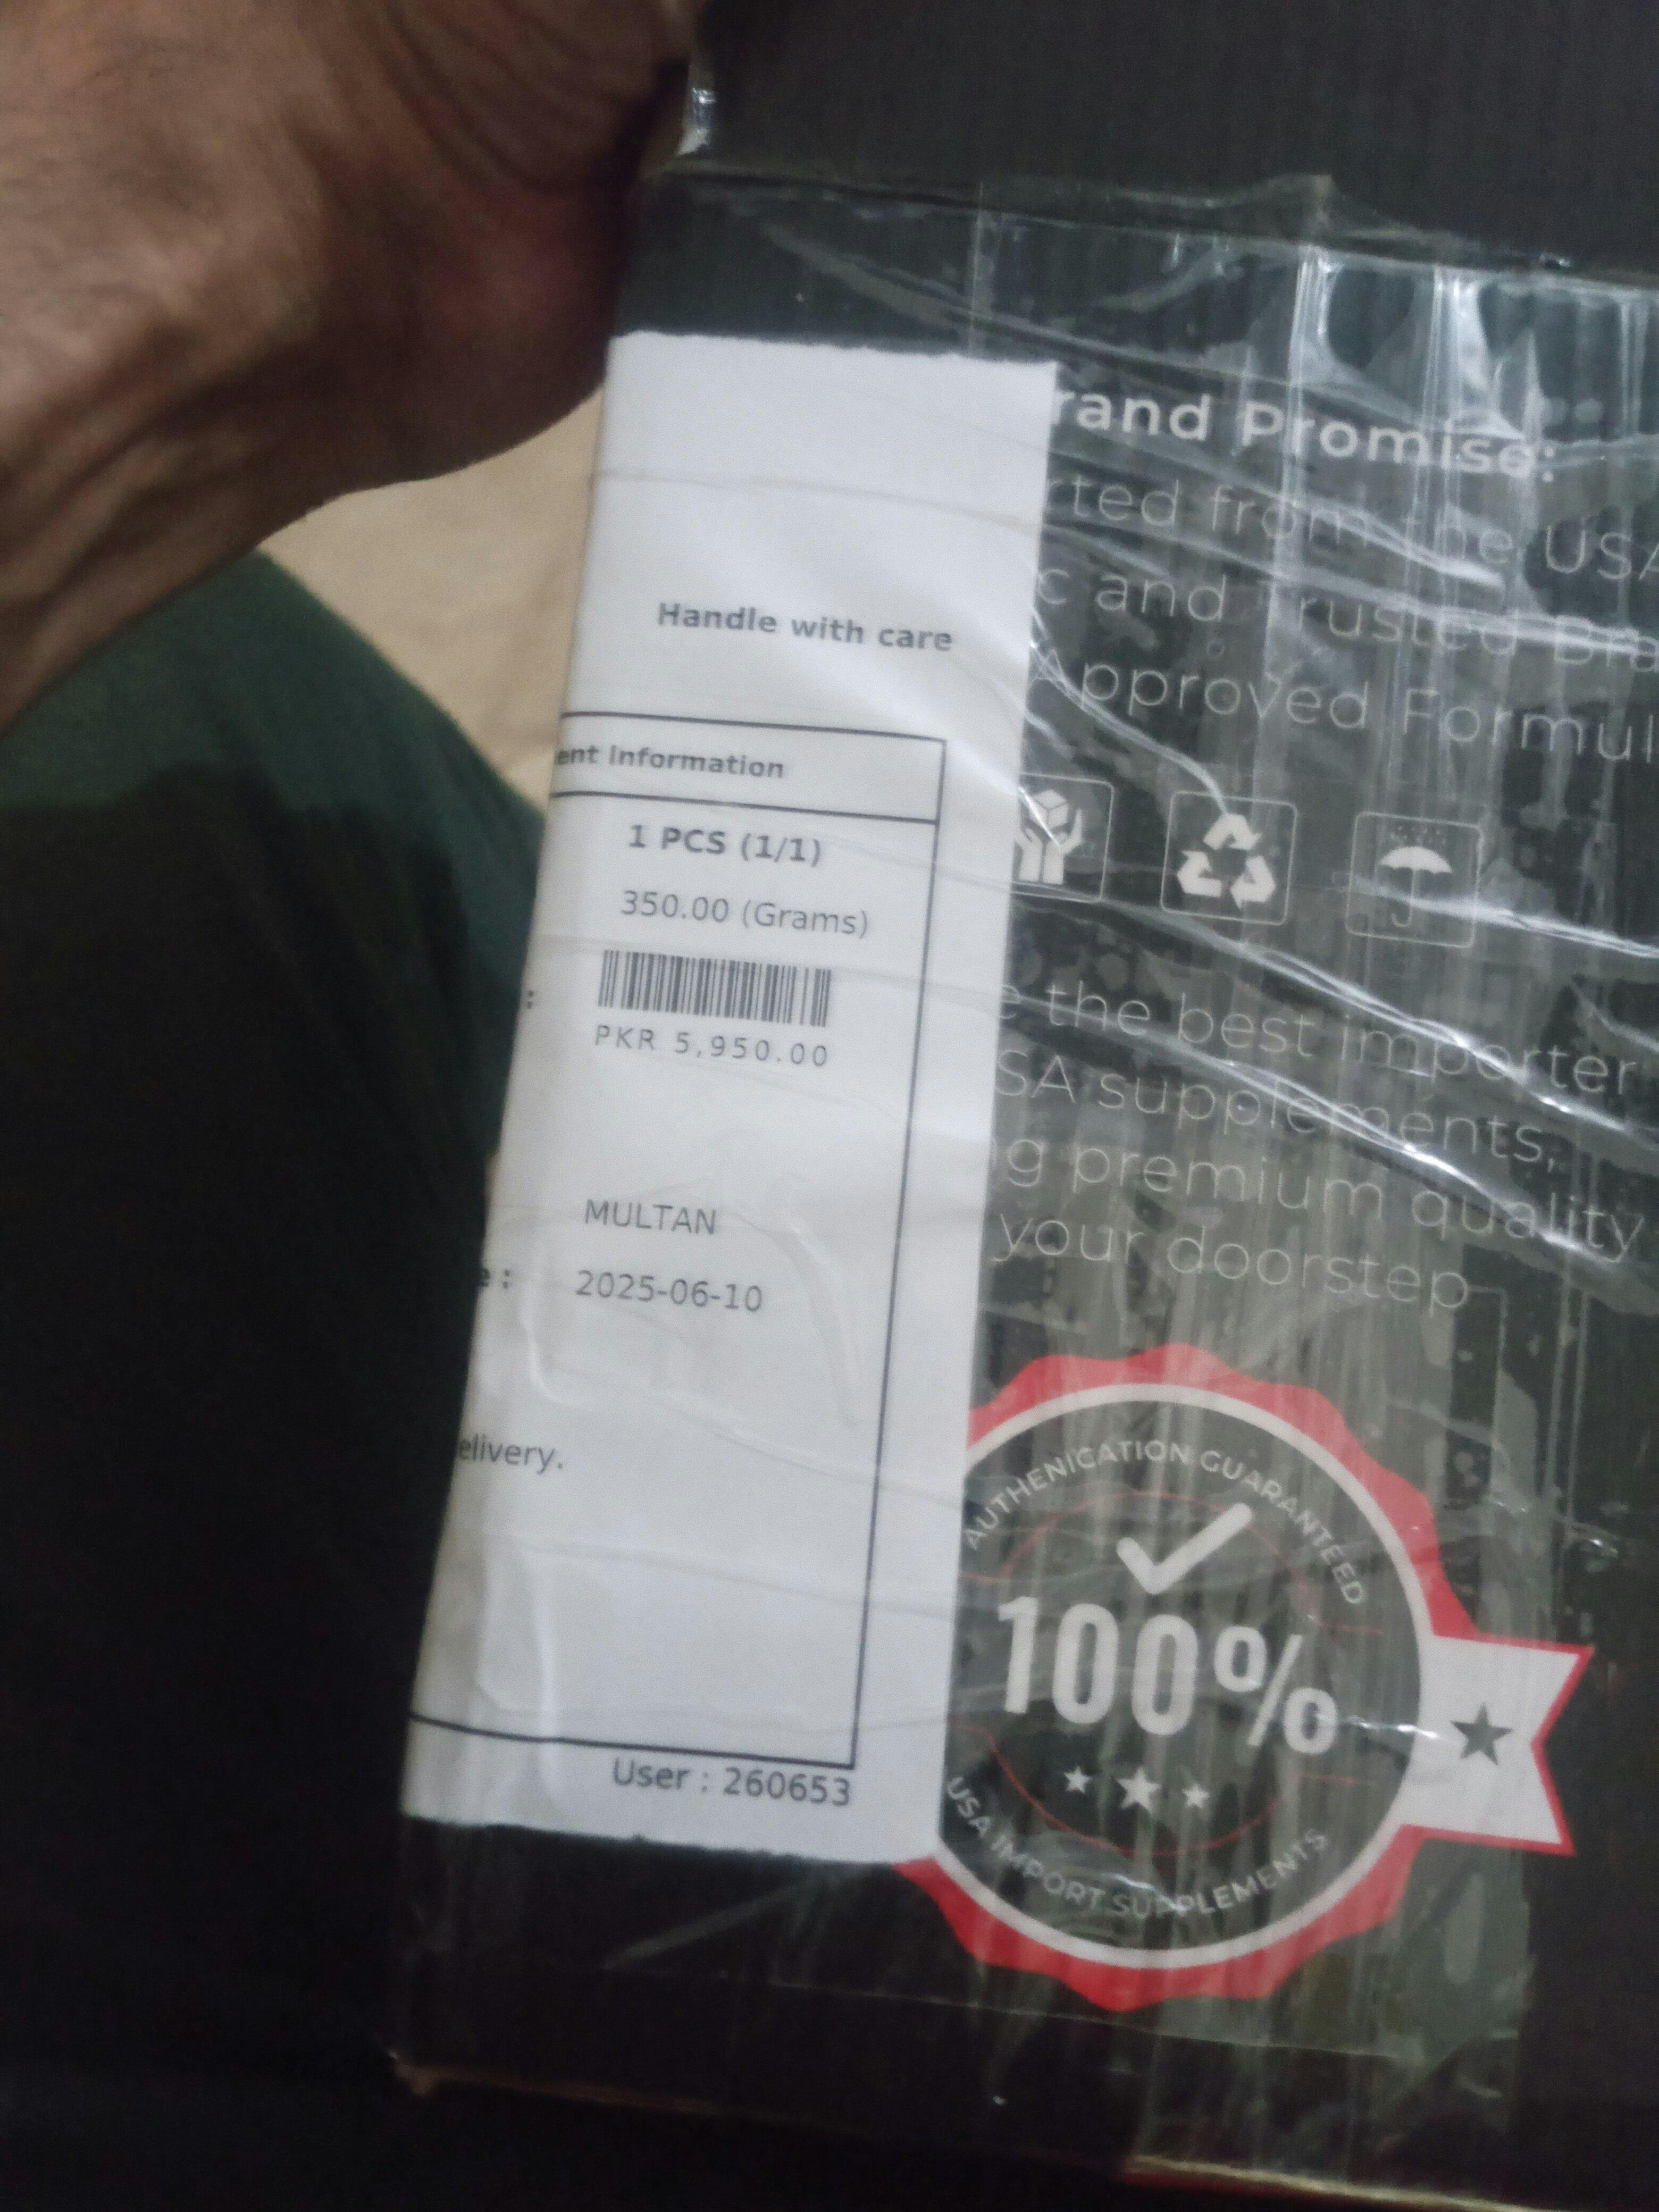 Handle with care
ent Information
1 PCS (1/1)
350.00 (Grams)
:
PKR 5,950.00
MULTAN
e : 2025-06-10
elivery.
User : 260653
rand Promise:
rted from the USA
c and Trusted Bra
Approved Formul
e the best importer
SA supplements,
g premium quality
your doorstep
AUTHENICATION GUARANTEED
100%
USA IMPORT SUPPLEMENTS